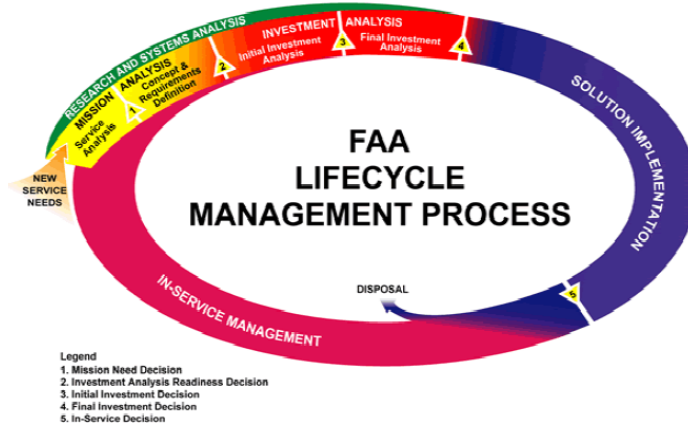 RESEARCH AND SYSTEMS ANALYSIS
MISSION ANALYSIS
Service
Analysis
1
Concept &
Requirements
Definition
2
INVESTMENT ANALYSIS
Initial Investment
Analysis
3
Final Investment
Analysis
4
SOLUTION IMPLEMENTATION
NEW
SERVICE
NEEDS
FAA
LIFECYCLE
MANAGEMENT PROCESS
DISPOSAL
5
IN-SERVICE MANAGEMENT
Legend
1. Mission Need Decision
2. Investment Analysis Readiness Decision
3. Initial Investment Decision
4. Final Investment Decision
5. In-Service Decision